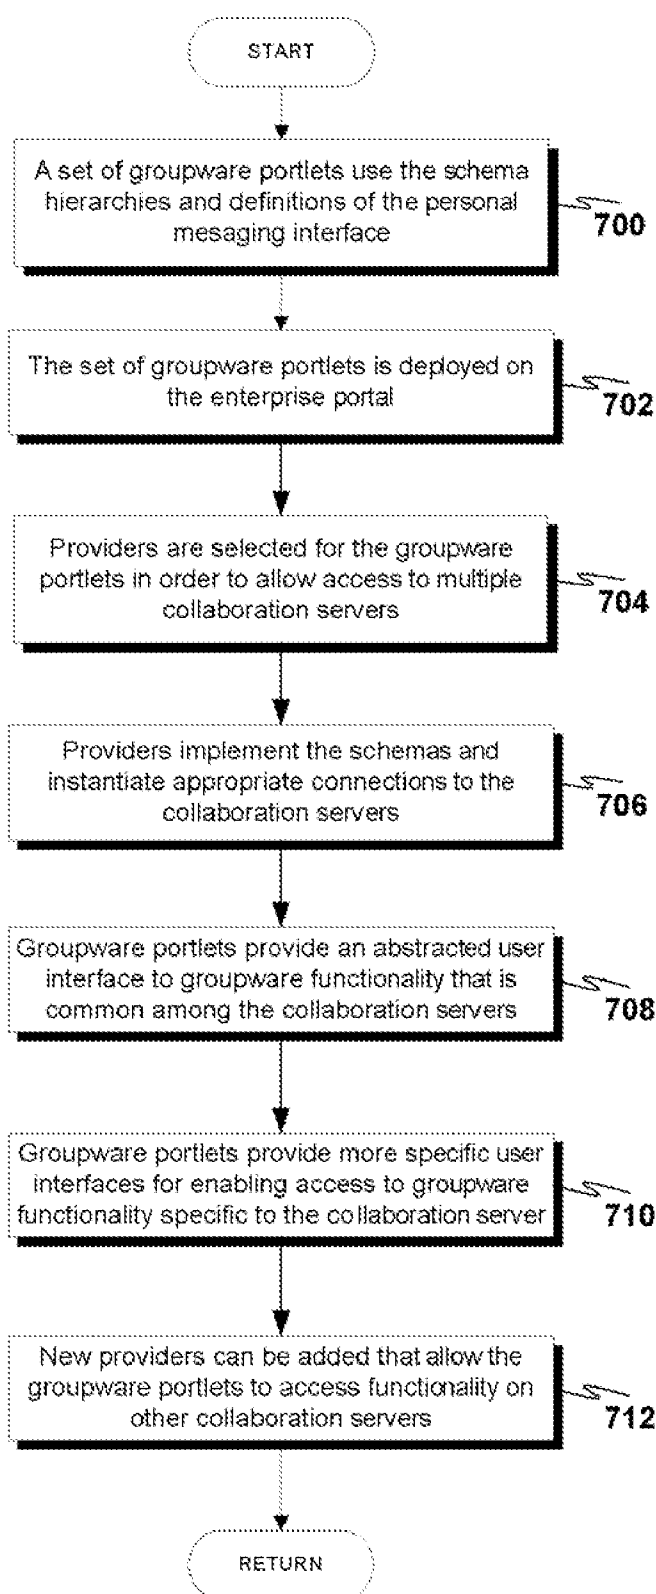 START
A set of groupware portlets use the schema
hierarchies and definitions of the personal
mesaging interface
700
The set of groupware portlets is deployed on
the enterprise portal
702
Providers are selected for the groupware
portlets in order to allow access to multiple
collaboration servers
704
Providers implement the schemas and
instantiate appropriate connections to the
collaboration servers
706
Groupware portlets provide an abstracted user
interface to groupware functionality that is
common among the collaboration servers
708
Groupware portlets provide more specific user
interfaces for enabling access to groupware
functionality specific to the collaboration server
710
New providers can be added that allow the
groupware portlets to access functionality on
other collaboration servers
712
RETURN